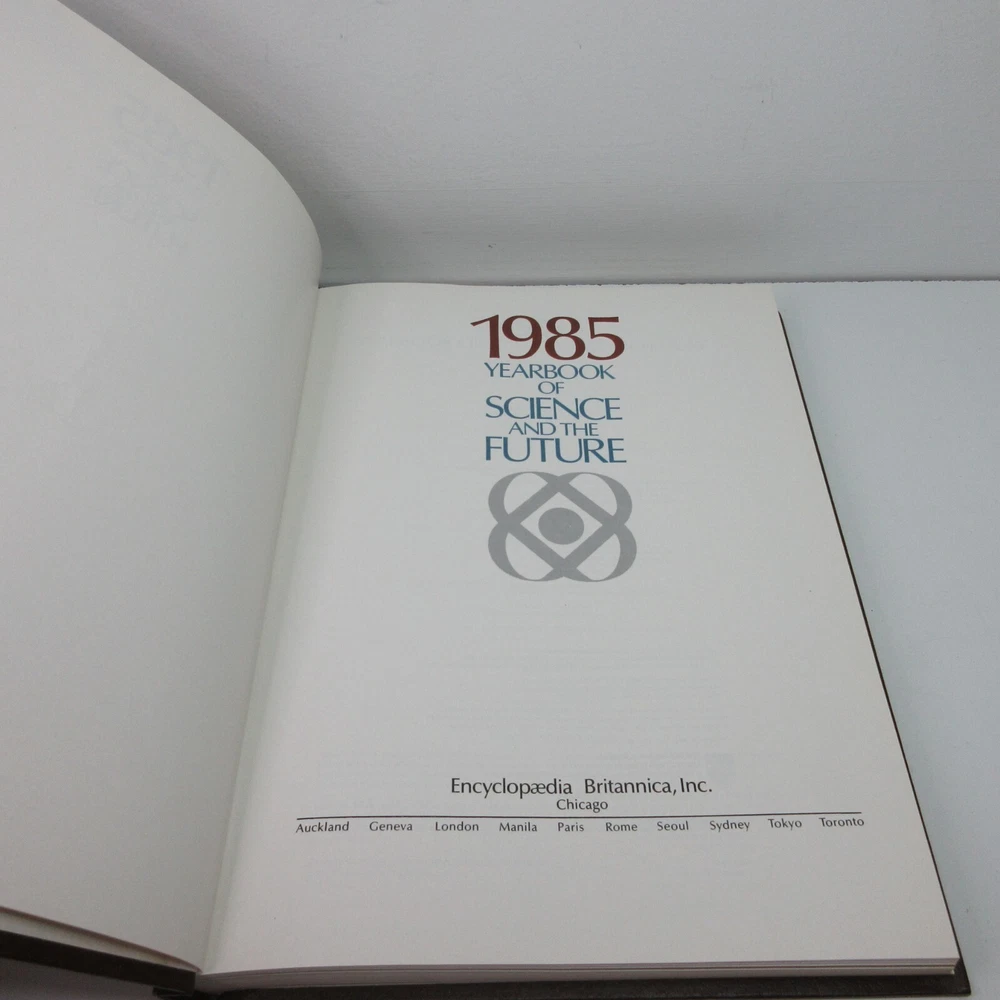 1985
YEARBOOK
OF
SCIENCE
AND THE
FUTURE
Encyclopædia Britannica, Inc.
Chicago
Auckland Geneva London Manila Paris Rome Seoul Sydney Tokyo Toronto